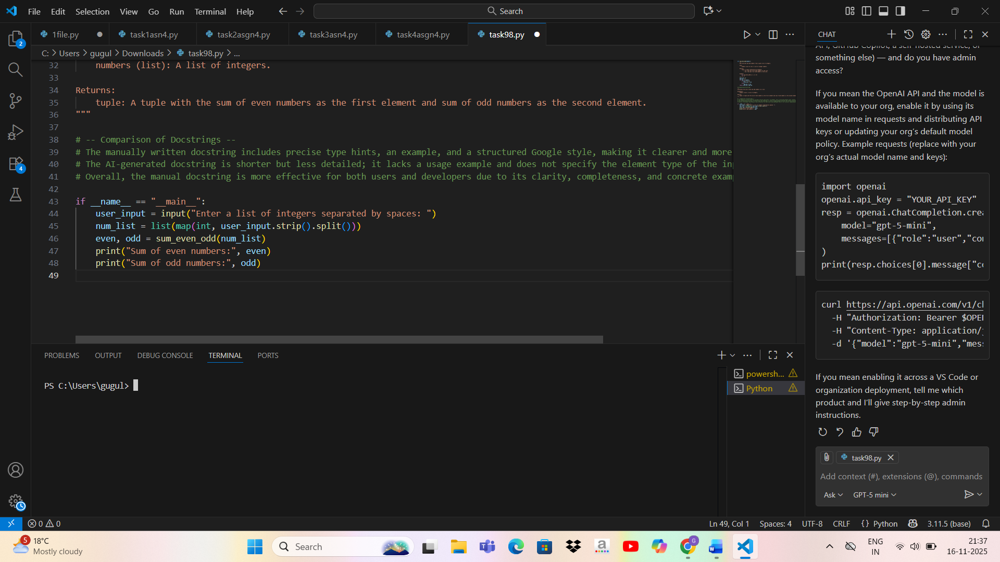 File Edit Selection View Go Run Terminal Help
Search
1file.py
task1asn4.py
task2asgn4.py
task3asn4.py
task4asgn4.py
task98.py
C: > Users > gugul > Downloads > task98.py > ...
32 numbers (list): A list of integers.
33
34 Returns:
35 tuple: A tuple with the sum of even numbers as the first element and sum of odd numbers as the second element.
36 """
37
38 # -- Comparison of Docstrings --
39 # The manually written docstring includes precise type hints, an example, and a structured Google style, making it clearer and more
40 # The AI-generated docstring is shorter but less detailed; it lacks a usage example and does not specify the element type of the in
41 # Overall, the manual docstring is more effective for both users and developers due to its clarity, completeness, and concrete exam
42
43 if __name__ == "__main__":
44 user_input = input("Enter a list of integers separated by spaces: ")
45 num_list = list(map(int, user_input.strip().split()))
46 even, odd = sum_even_odd(num_list)
47 print("Sum of even numbers:", even)
48 print("Sum of odd numbers:", odd)
49
PROBLEMS OUTPUT DEBUG CONSOLE TERMINAL PORTS
PS C:\Users\gugul>
powersh...
Python
CHAT
API, GitHub Copilot, a self-hosted service, or
something else) — and do you have admin
access?
If you mean the OpenAI API and the model is
available to your org, enable it by using its
model name in requests and distributing API
keys or updating your org's default model
policy. Example requests (replace with your
org's actual model name and keys):
import openai
openai.api_key = "YOUR_API_KEY"
resp = openai.ChatCompletion.crea
model="gpt-5-mini",
messages=[{"role":"user","con
)
print(resp.choices[0].message["co
curl https://api.openai.com/v1/ch
-H "Authorization: Bearer $OPEN
-H "Content-Type: application/j
-d '{"model":"gpt-5-mini","mess
If you mean enabling it across a VS Code or
organization deployment, tell me which
product and I'll give step-by-step admin
instructions.
task98.py
Add context (#), extensions (@), commands
Ask GPT-5 mini
2
4
0 0
Ln 49, Col 1 Spaces: 4 UTF-8 CRLF {} Python 3.11.5 (base)
5
18°C
Mostly cloudy
Search
ENG
IN
21:37
16-11-2025